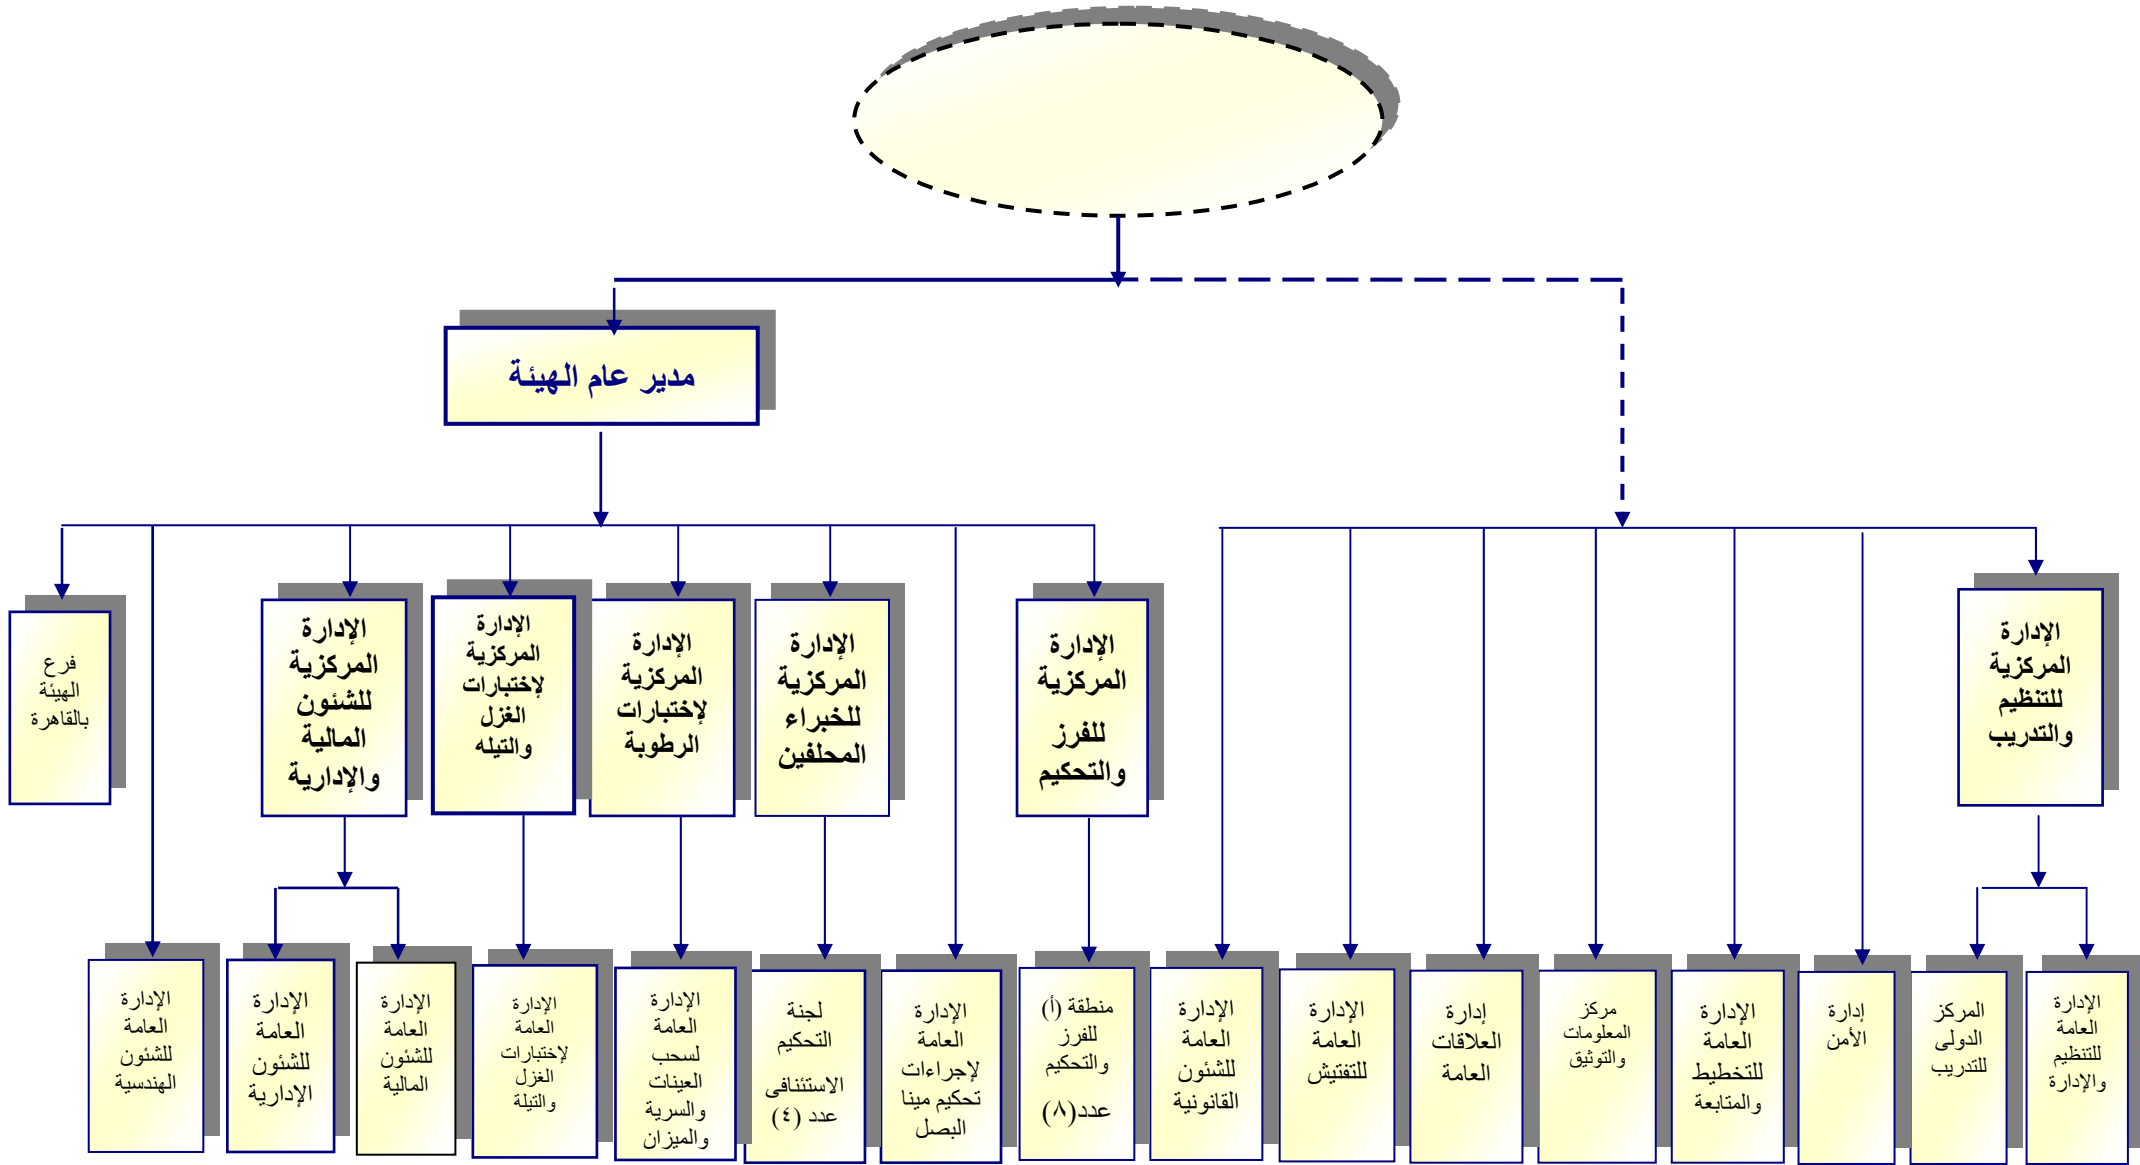 مدير عام الهيئة
الإدارة
المركزية
للتنظيم
والتدريب
الإدارة
المركزية
للفرز
والتحكيم
الإدارة
المركزية
للخبراء
المحلفين
الإدارة
المركزية
لإختبارات
الرطوبة
الإدارة
المركزية
لإختبارات
الغزل
والتيله
الإدارة
المركزية
للشئون
المالية
والإدارية
فرع
الهيئة
بالقاهرة
الإدارة
العامة
للتنظيم
والإدارة
المركز
الدولى
للتدريب
إدارة
الأمن
الإدارة
العامة
للتخطيط
والمتابعة
مركز
المعلومات
والتوثيق
إدارة
العلاقات
العامة
الإدارة
العامة
للتفتيش
الإدارة
العامة
للشئون
القانونية
منطقة (أ)
للفرز
والتحكيم
عدد(٨)
الإدارة
العامة
لإجراءات
تحكيم مينا
البصل
لجنة
التحكيم
الاستئنافى
عدد (٤)
الإدارة
العامة
لسحب
العينات
والسرية
والميزان
الإدارة
العامة
لإختبارات
الغزل
والتيلة
الإدارة
العامة
للشئون
المالية
الإدارة
العامة
للشئون
الإدارية
الإدارة
العامة
للشئون
الهندسية